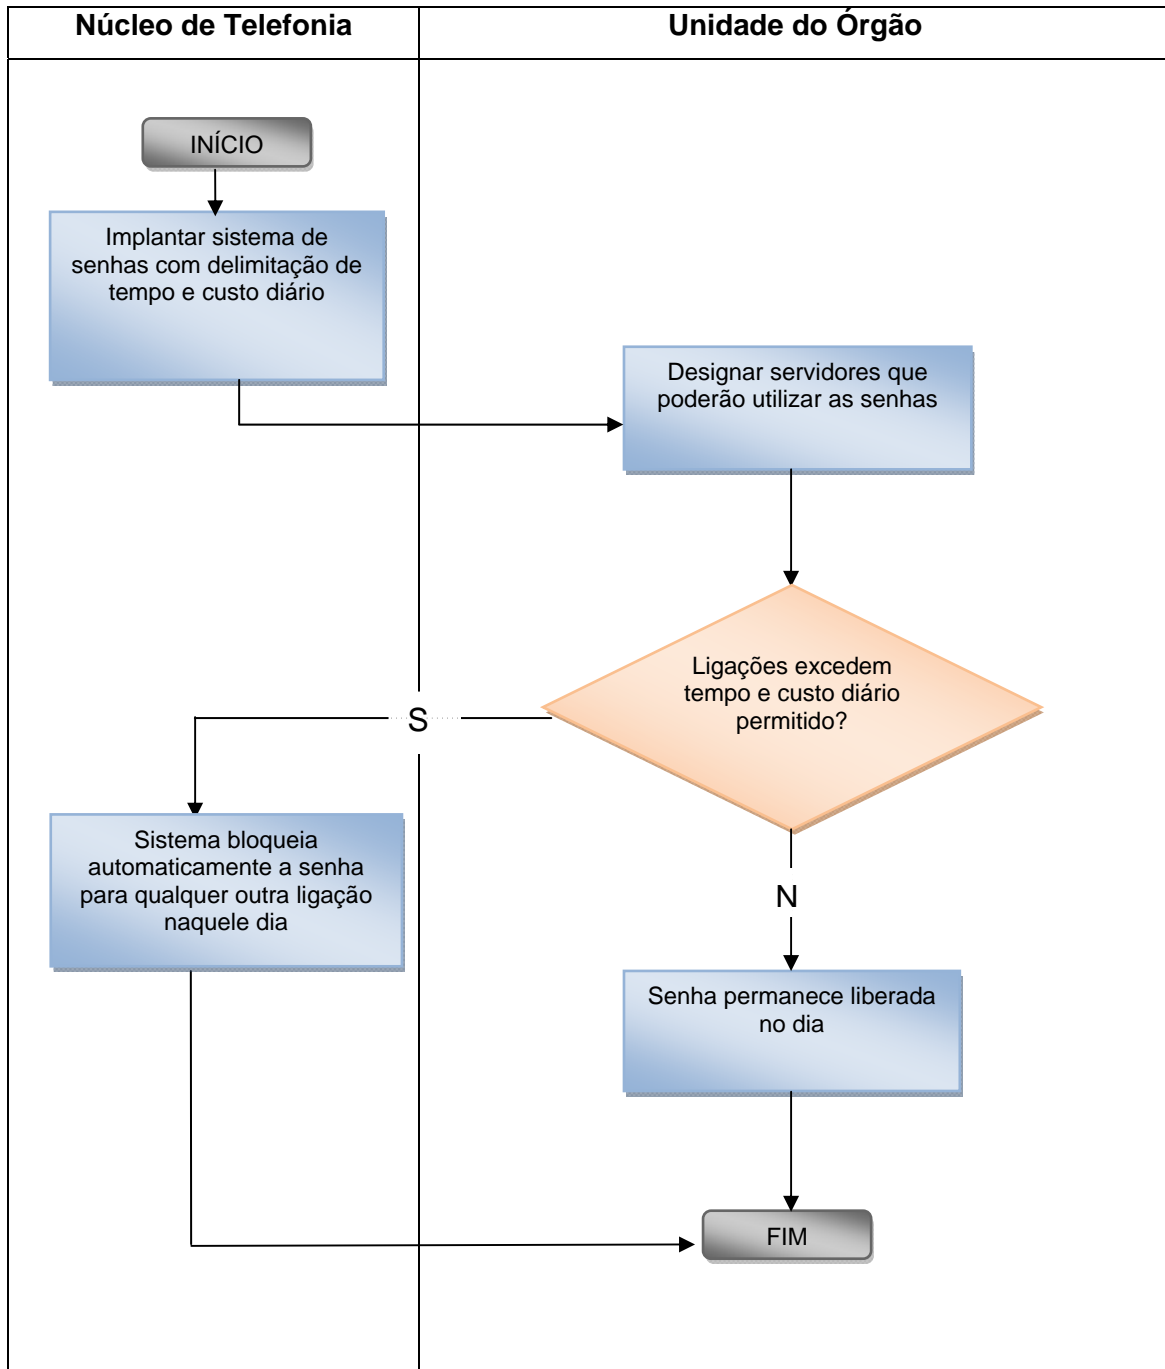 Núcleo de Telefonia
Unidade do Órgão
INÍCIO
Implantar sistema de
senhas com delimitação de
tempo e custo diário
Designar servidores que
poderão utilizar as senhas
Ligações excedem
tempo e custo diário
permitido?
S
Sistema bloqueia
automaticamente a senha
para qualquer outra ligação
naquele dia
N
Senha permanece liberada
no dia
FIM